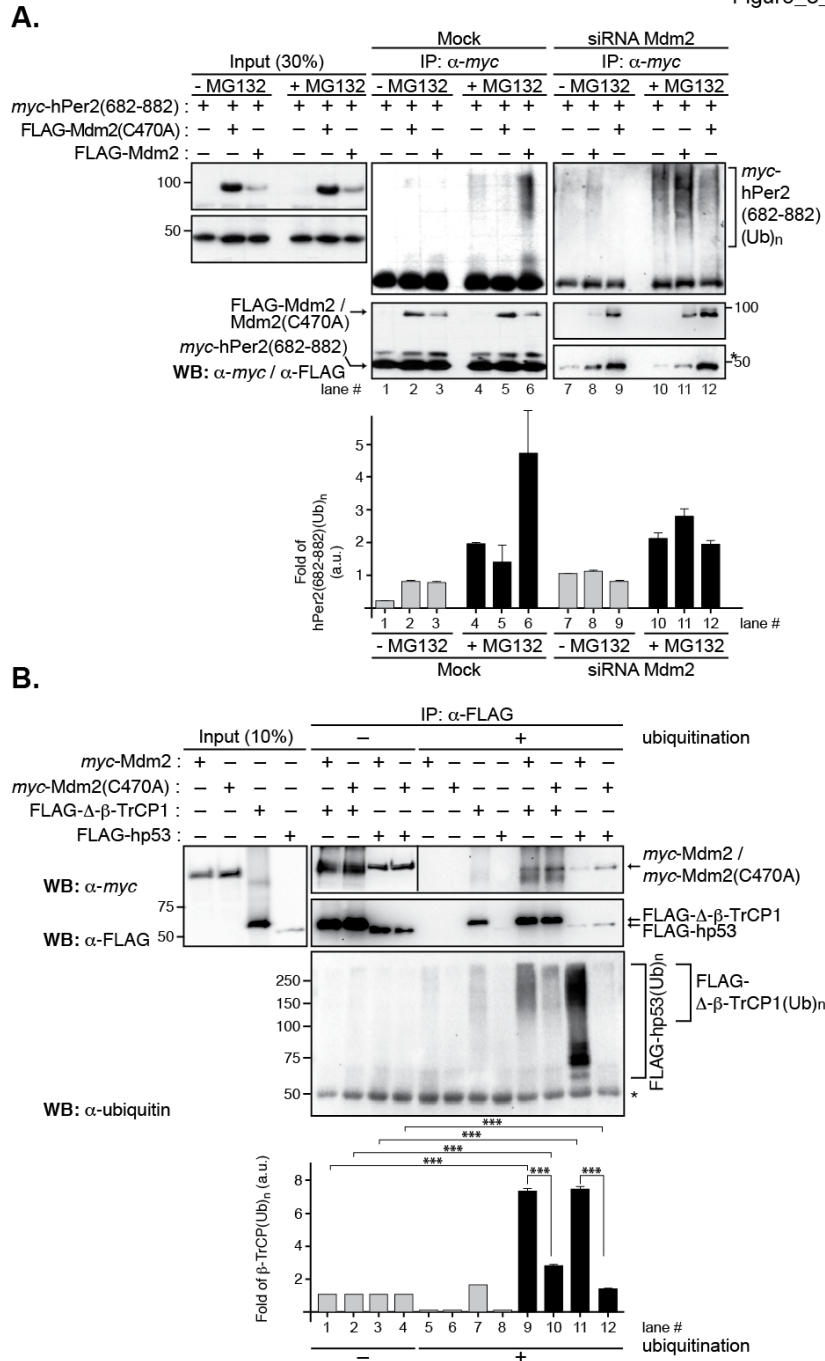 A.
Mock
siRNA Mdm2
Input (30%)
IP: α-myc
IP: α-myc
- MG132 + MG132 - MG132 + MG132 - MG132 + MG132
myc-hPer2(682-882) : + + + + + + + + + + + + + + + + + +
FLAG-Mdm2(C470A) : – + – – + – – + – – + – – – + – – +
FLAG-Mdm2 : – – + – – + – – + – – + – + – – + –
100
50
myc-
hPer2
(682-882)
(Ub)n
FLAG-Mdm2 /
Mdm2(C470A)
100
myc-hPer2(682-882)
*
50
WB: α-myc / α-FLAG
lane # 1 2 3 4 5 6 7 8 9 10 11 12
Fold of
hPer2(682-882)(Ub)n
(a.u.)
5
4
3
2
1
1 2 3 4 5 6 7 8 9 10 11 12 lane #
- MG132 + MG132 - MG132 + MG132
Mock siRNA Mdm2
B.
IP: α-FLAG
Input (10%) – + ubiquitination
myc-Mdm2 : + – – – + – + – + – – – + – + –
myc-Mdm2(C470A) : – + – – – + – + – + – – – + – +
FLAG-Δ-β-TrCP1 : – – + – + + – – – – + – + + – –
FLAG-hp53 : – – – + – – + + – – – + – – + +
WB: α-myc
myc-Mdm2 /
myc-Mdm2(C470A)
75
50
WB: α-FLAG
FLAG-Δ-β-TrCP1
FLAG-hp53
250
150
100
75
50
FLAG-hp53(Ub)n
FLAG-
Δ-β-TrCP1(Ub)n
*
WB: α-ubiquitin
***
***
***
***
*** ***
Fold of β-TrCP(Ub)n (a.u.)
8
6
4
2
1 2 3 4 5 6 7 8 9 10 11 12 lane #
– + ubiquitination